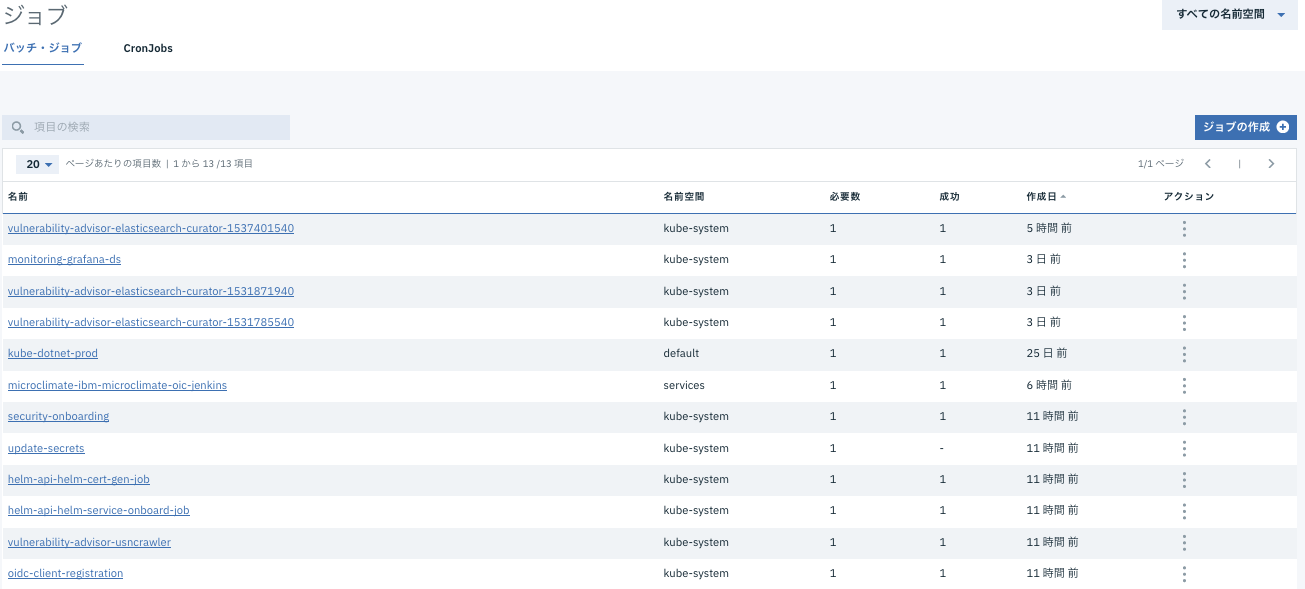 ジョブ
すべての名前空間
バッチ・ジョブ CronJobs
項目の検索
ジョブの作成
20 ページあたりの項目数 | 1 から 13 /13 項目 1/1 ページ |
名前 名前空間 必要数 成功 作成日 アクション
vulnerability-advisor-elasticsearch-curator-1537401540 kube-system 1 1 5 時間 前
monitoring-grafana-ds kube-system 1 1 3 日 前
vulnerability-advisor-elasticsearch-curator-1531871940 kube-system 1 1 3 日 前
vulnerability-advisor-elasticsearch-curator-1531785540 kube-system 1 1 3 日 前
kube-dotnet-prod default 1 1 25 日 前
microclimate-ibm-microclimate-oic-jenkins services 1 1 6 時間 前
security-onboarding kube-system 1 1 11 時間 前
update-secrets kube-system 1 - 11 時間 前
helm-api-helm-cert-gen-job kube-system 1 1 11 時間 前
helm-api-helm-service-onboard-job kube-system 1 1 11 時間 前
vulnerability-advisor-usncrawler kube-system 1 1 11 時間 前
oidc-client-registration kube-system 1 1 11 時間 前